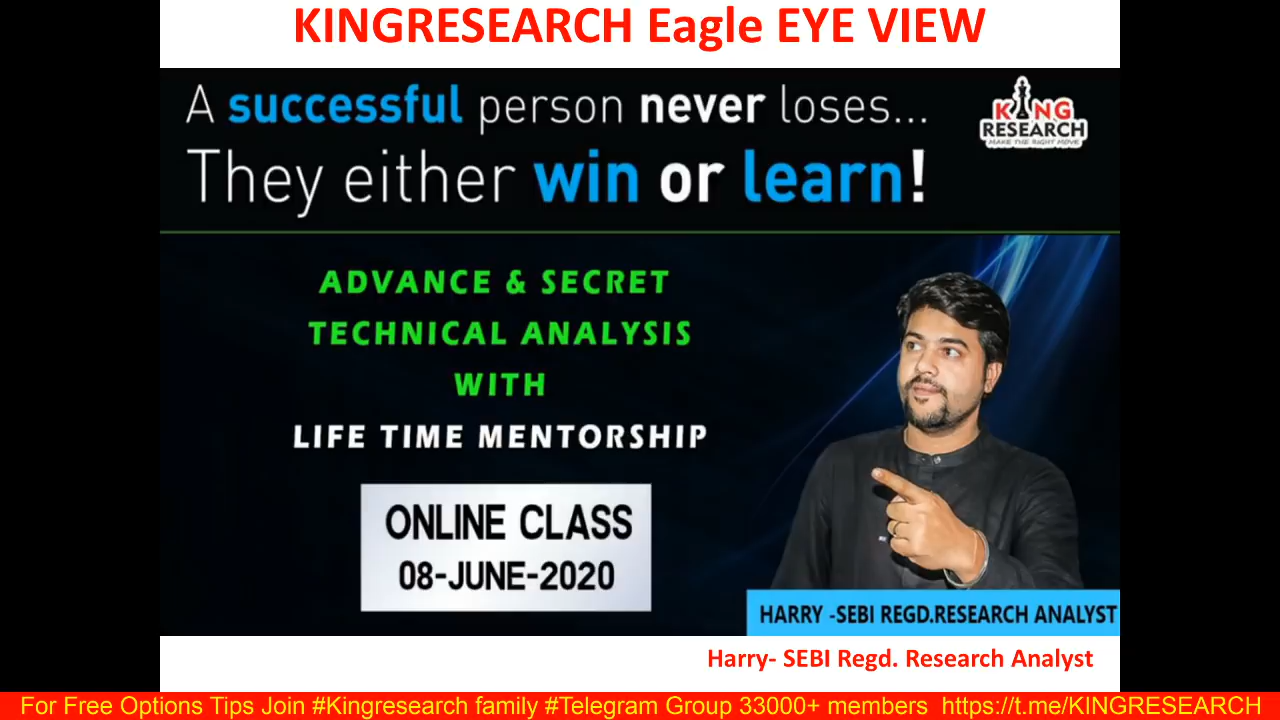 KINGRESEARCH Eagle EYE VIEW
A successful person never loses...
They either win or learn!
KING
RESEARCH
MAKE THE RIGHT MOVE
ADVANCE & SECRET
TECHNICAL ANALYSIS
WITH
LIFE TIME MENTORSHIP
ONLINE CLASS
08-JUNE-2020
HARRY -SEBI REGD.RESEARCH ANALYST
Harry- SEBI Regd. Research Analyst
For Free Options Tips Join #Kingresearch family #Telegram Group 33000+ members https://t.me/KINGRESEARCH